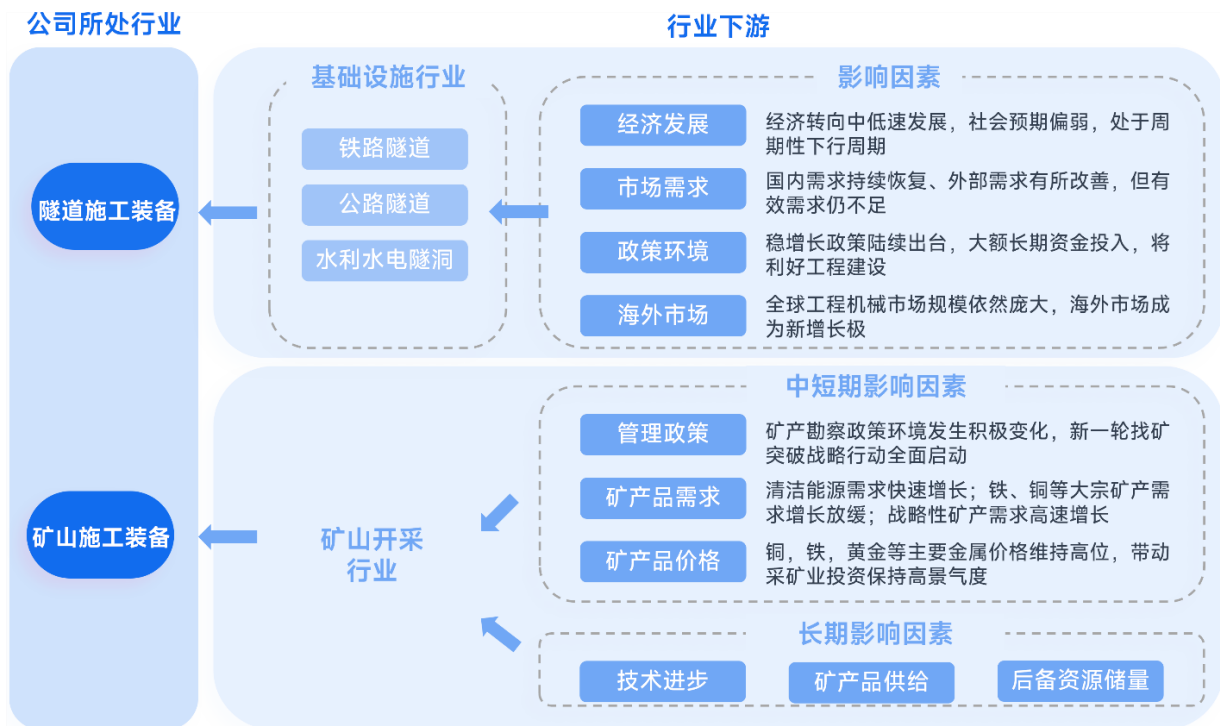 公司所处行业
行业下游
隧道施工装备
基础设施行业
铁路隧道
公路隧道
水利水电隧洞
影响因素
经济发展
经济转向中低速发展，社会预期偏弱，处于周
期性下行周期
市场需求
国内需求持续恢复、外部需求有所改善，但有
效需求仍不足
政策环境
稳增长政策陆续出台，大额长期资金投入，将
利好工程建设
海外市场
全球工程机械市场规模依然庞大，海外市场成
为新增长极
矿山施工装备
矿山开采
行业
中短期影响因素
管理政策
矿产勘察政策环境发生积极变化，新一轮找矿
突破战略行动全面启动
矿产品需求
清洁能源需求快速增长；铁、铜等大宗矿产需
求增长放缓；战略性矿产需求高速增长
矿产品价格
铜，铁，黄金等主要金属价格维持高位，带动
采矿业投资保持高景气度
长期影响因素
技术进步
矿产品供给
后备资源储量